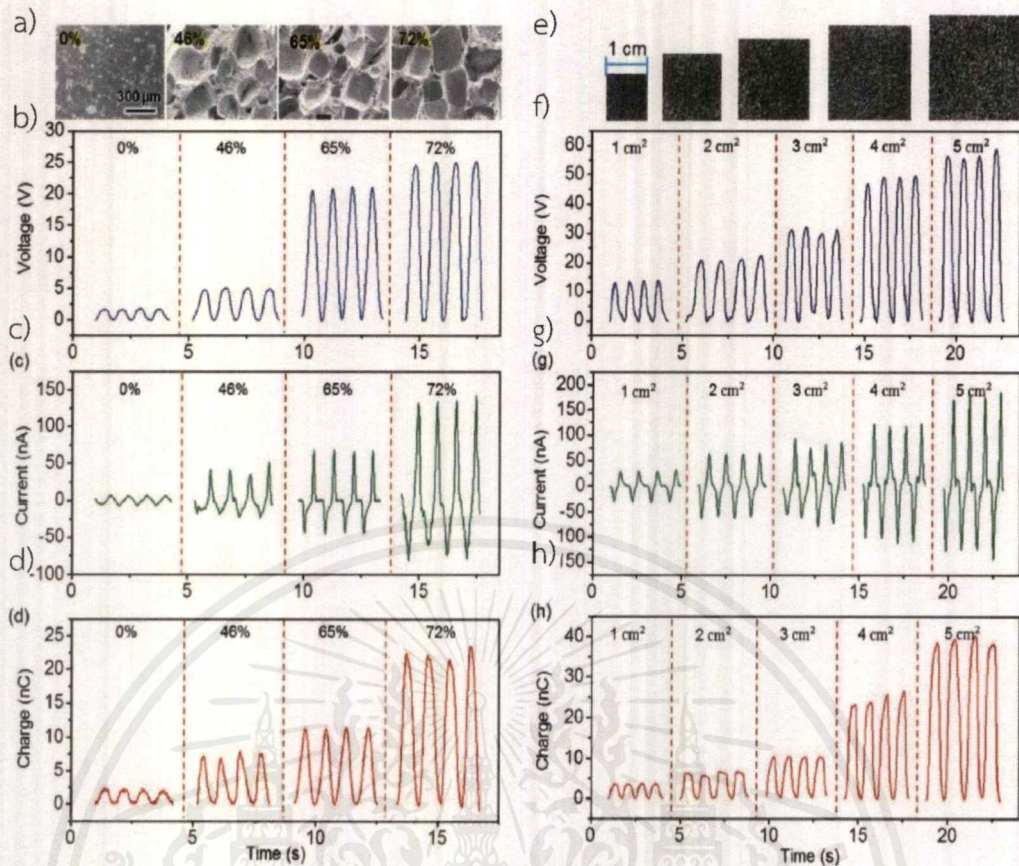 a)
0% 46% 65% 72%
300 µm
b)
30
25
20
15
10
5
0
Voltage (V)
0% 46% 65% 72%
0 5 10 15
c)
(c)
150
100
50
0
-50
-100
Current (nA)
0% 46% 65% 72%
0 5 10 15
d)
(d)
25
20
15
10
5
0
Charge (nC)
0% 46% 65% 72%
0 5 10 15
Time (s)
e)
1 cm
f)
60
50
40
30
20
10
0
Voltage (V)
1 cm² 2 cm² 3 cm² 4 cm² 5 cm²
0 5 10 15 20
g)
(g)
200
150
100
50
0
50
100
150
Current (nA)
1 cm² 2 cm² 3 cm² 4 cm² 5 cm²
0 5 10 15 20
h)
(h)
40
30
20
10
0
Charge (nC)
1 cm² 2 cm² 3 cm² 4 cm² 5 cm²
0 5 10 15 20
Time (s)